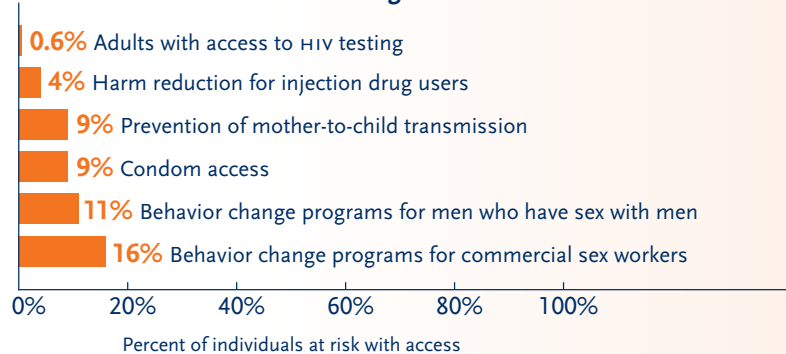 0.6% Adults with access to HIV testing
4% Harm reduction for injection drug users
9% Prevention of mother-to-child transmission
9% Condom access
11% Behavior change programs for men who have sex with men
16% Behavior change programs for commercial sex workers
0% 20% 40% 60% 80% 100%
Percent of individuals at risk with access